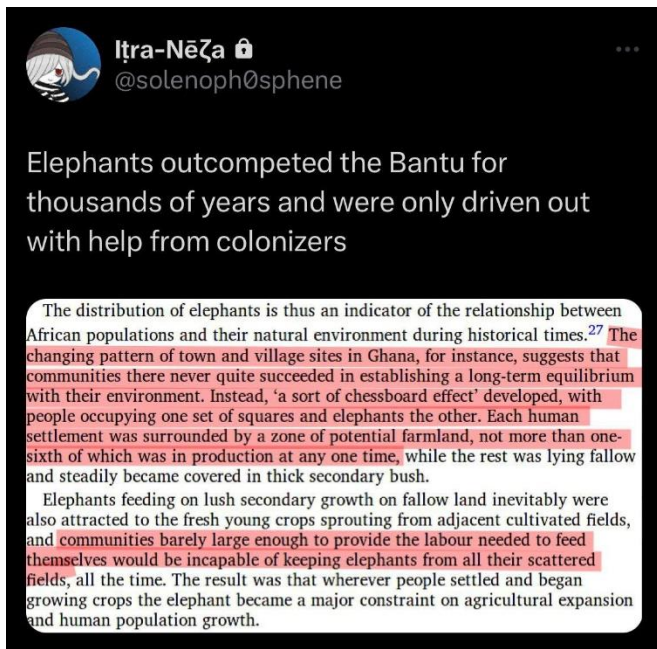 Iṭra-Nēζa
@solenoph0sphene
Elephants outcompeted the Bantu for
thousands of years and were only driven out
with help from colonizers
The distribution of elephants is thus an indicator of the relationship between
African populations and their natural environment during historical times.27 The
changing pattern of town and village sites in Ghana, for instance, suggests that
communities there never quite succeeded in establishing a long-term equilibrium
with their environment. Instead, ‘a sort of chessboard effect’ developed, with
people occupying one set of squares and elephants the other. Each human
settlement was surrounded by a zone of potential farmland, not more than one-
sixth of which was in production at any one time, while the rest was lying fallow
and steadily became covered in thick secondary bush.
Elephants feeding on lush secondary growth on fallow land inevitably were
also attracted to the fresh young crops sprouting from adjacent cultivated fields,
and communities barely large enough to provide the labour needed to feed
themselves would be incapable of keeping elephants from all their scattered
fields, all the time. The result was that wherever people settled and began
growing crops the elephant became a major constraint on agricultural expansion
and human population growth.